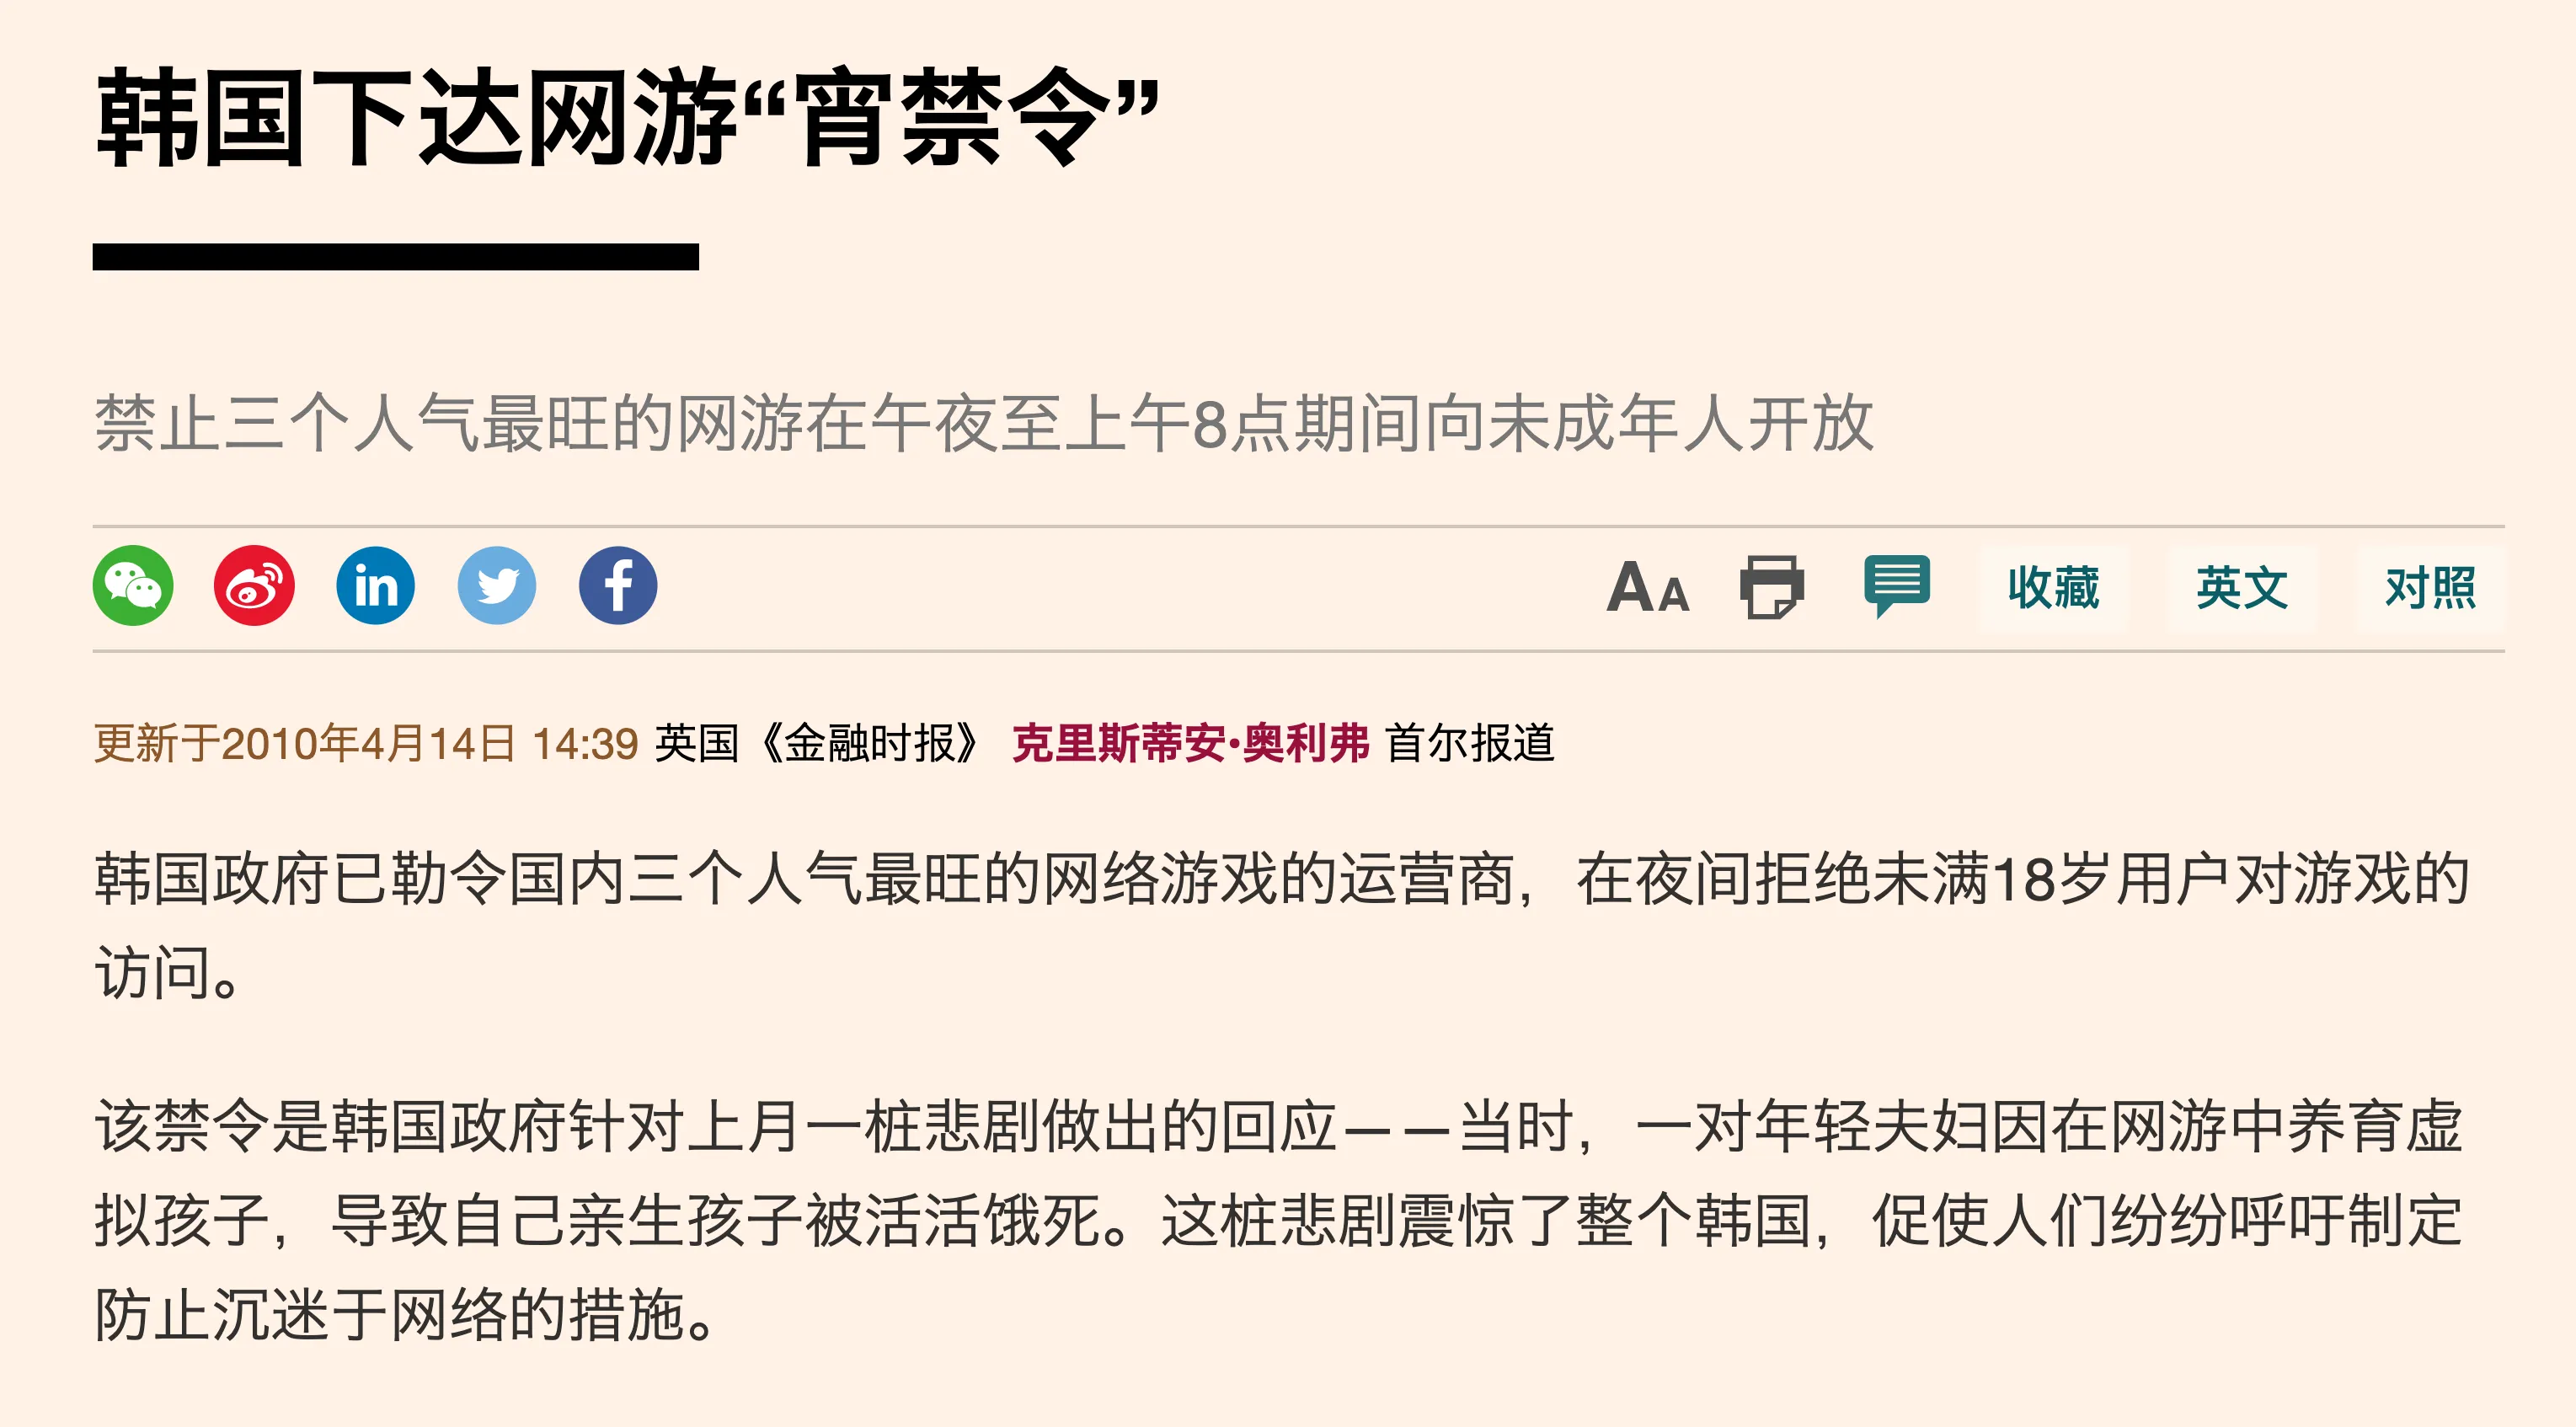 韩国下达网游“宵禁令”
禁止三个人气最旺的网游在午夜至上午8点期间向未成年人开放
AA 收藏 英文 对照
更新于2010年4月14日 14:39 英国《金融时报》 克里斯蒂安•奥利弗 首尔报道
韩国政府已勒令国内三个人气最旺的网络游戏的运营商，在夜间拒绝未满18岁用户对游戏的
访问。
该禁令是韩国政府针对上月一桩悲剧做出的回应——当时，一对年轻夫妇因在网游中养育虚
拟孩子，导致自己亲生孩子被活活饿死。这桩悲剧震惊了整个韩国，促使人们纷纷呼吁制定
防止沉迷于网络的措施。